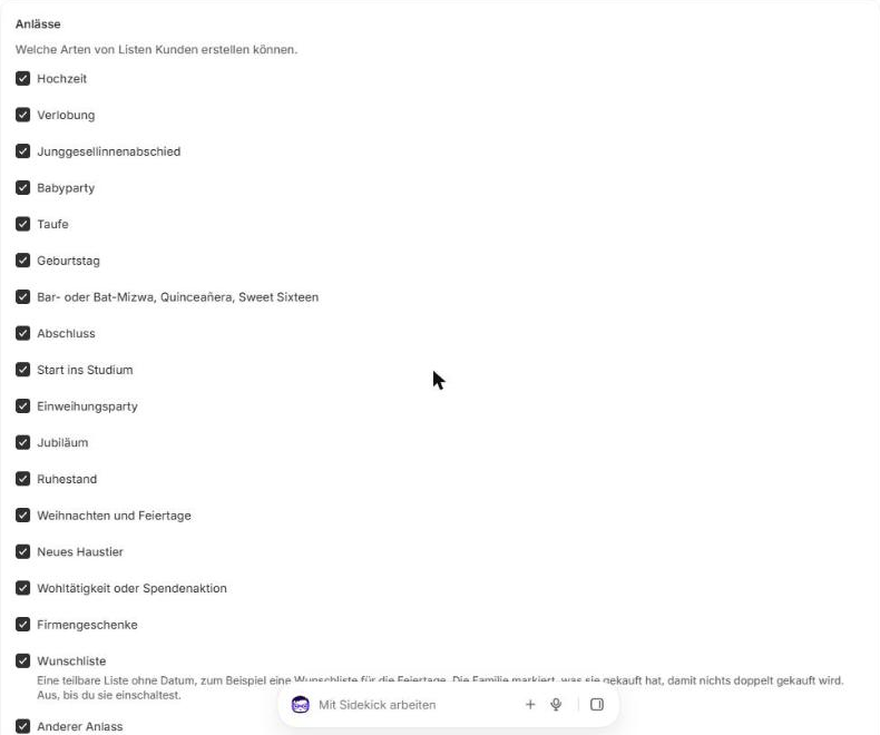 Anlässe
Welche Arten von Listen Kunden erstellen können.
Hochzeit
Verlobung
Junggesellinnenabschied
Babyparty
Taufe
Geburtstag
Bar- oder Bat-Mizwa, Quinceañera, Sweet Sixteen
Abschluss
Start ins Studium
Einweihungsparty
Jubiläum
Ruhestand
Weihnachten und Feiertage
Neues Haustier
Wohltätigkeit oder Spendenaktion
Firmengeschenke
Wunschliste
Eine teilbare Liste ohne Datum, zum Beispiel eine Wunschliste für die Feiertage. Die Familie markiert, was sie gekauft hat, damit nichts doppelt gekauft wird.
Aus, bis du sie einschaltest.
Mit Sidekick arbeiten
Anderer Anlass